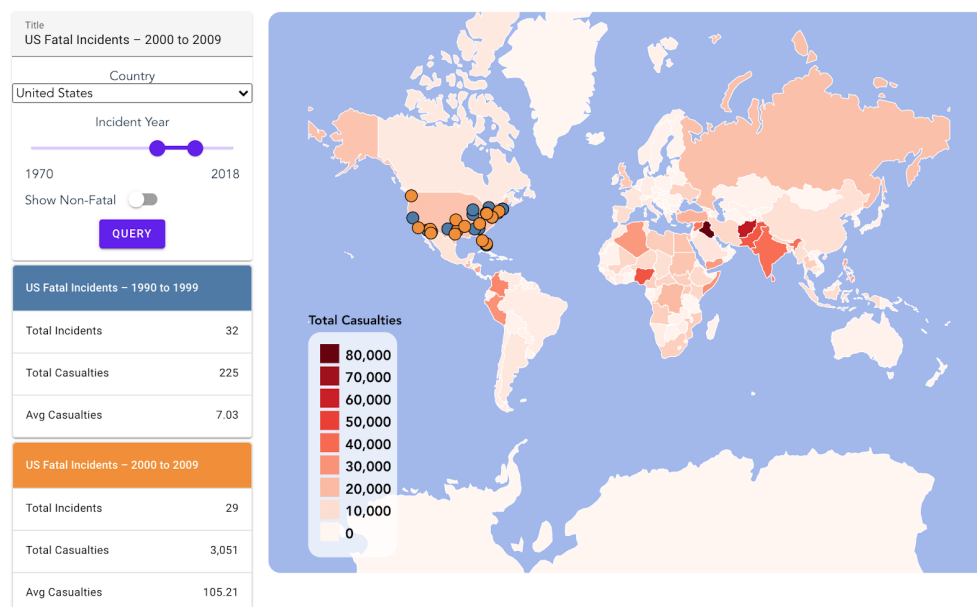 Title
US Fatal Incidents – 2000 to 2009
Country
United States
Incident Year
1970 2018
Show Non-Fatal
QUERY
US Fatal Incidents – 1990 to 1999
Total Incidents 32
Total Casualties 225
Avg Casualties 7.03
US Fatal Incidents – 2000 to 2009
Total Incidents 29
Total Casualties 3,051
Avg Casualties 105.21
Total Casualties
80,000
70,000
60,000
50,000
40,000
30,000
20,000
10,000
0